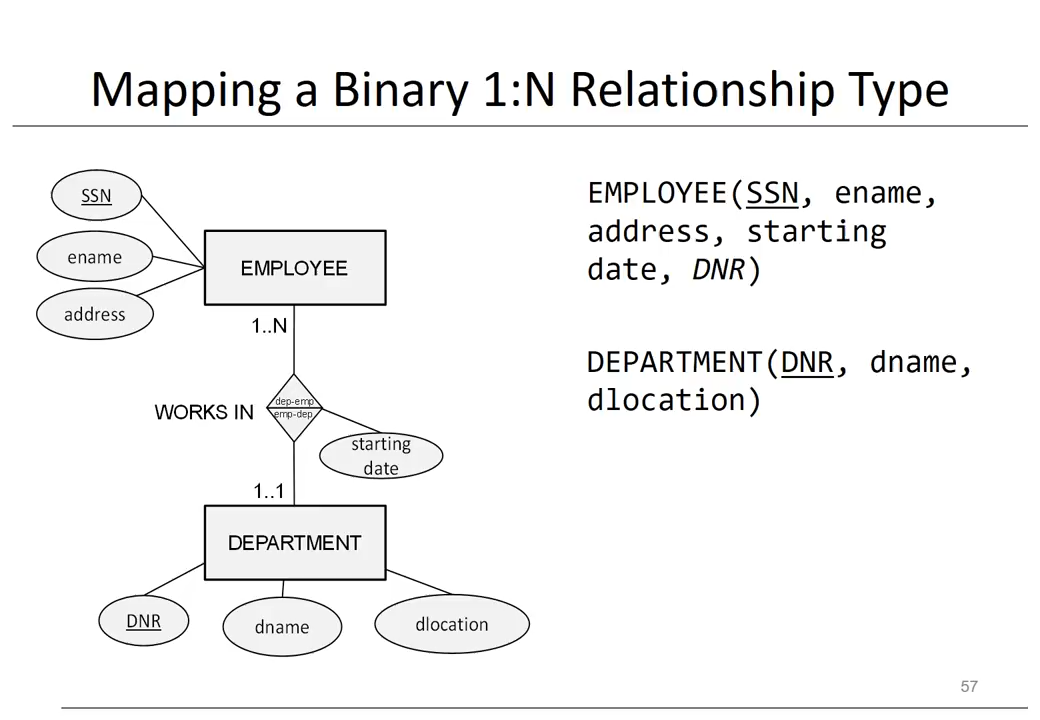 Mapping a Binary 1:N Relationship Type
SSN
ename
address
EMPLOYEE
1..N
WORKS IN
dep-emp
emp-dep
starting
date
1..1
DEPARTMENT
DNR
dname
dlocation
EMPLOYEE(SSN, ename,
address, starting
date, DNR)
DEPARTMENT(DNR, dname,
dlocation)
57